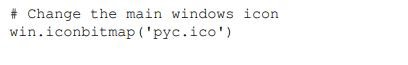 # Change the main windows icon
win.iconbitmap('pyc.ico')